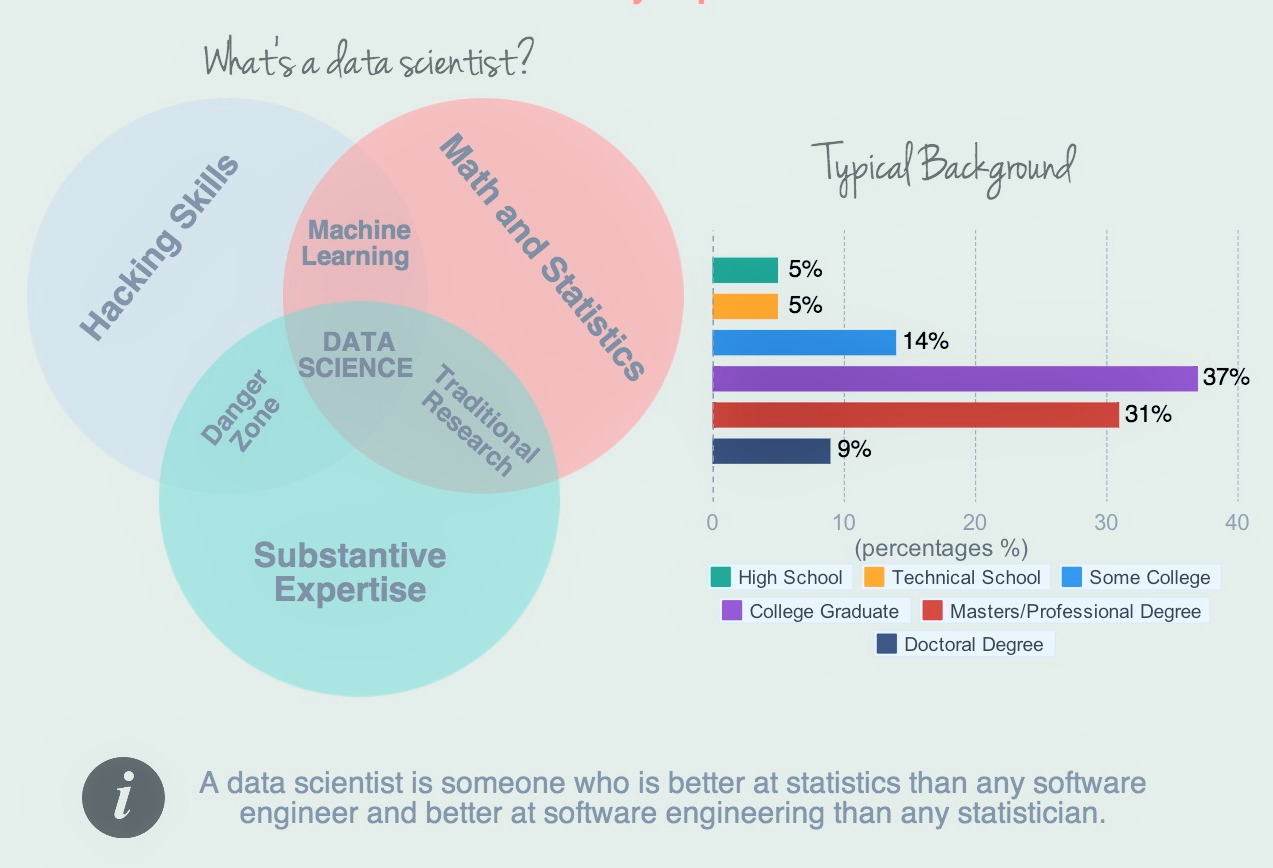 What's a data scientist?
Hacking Skills
Math and Statistics
Machine
Learning
DATA
SCIENCE
Danger
Zone
Traditional
Research
Substantive
Expertise
Typical Background
5%
5%
14%
37%
31%
9%
0 10 20 30 40
(percentages %)
High School Technical School Some College
College Graduate Masters/Professional Degree
Doctoral Degree
i
A data scientist is someone who is better at statistics than any software
engineer and better at software engineering than any statistician.